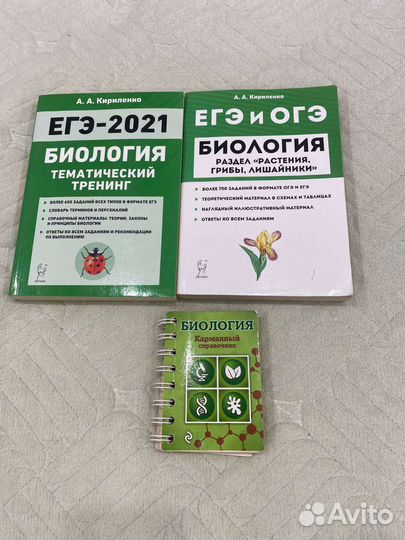 А. А. Кириленко
ЕГЭ-2021
БИОЛОГИЯ
ТЕМАТИЧЕСКИЙ
ТРЕНИНГ
БОЛЕЕ 600 ЗАДАНИЙ ВСЕХ ТИПОВ В ФОРМАТЕ ЕГЭ
СЛОВАРЬ ТЕРМИНОВ И ПЕРСОНАЛИЙ
СПРАВОЧНЫЕ МАТЕРИАЛЫ: ТЕОРИИ, ЗАКОНЫ
И ПРИНЦИПЫ БИОЛОГИИ
ОТВЕТЫ КО ВСЕМ ЗАДАНИЯМ И РЕКОМЕНДАЦИИ
ПО ВЫПОЛНЕНИЮ
А. А. Кириленко
ЕГЭ и ОГЭ
БИОЛОГИЯ
РАЗДЕЛ «РАСТЕНИЯ,
ГРИБЫ, ЛИШАЙНИКИ»
БОЛЕЕ 700 ЗАДАНИЙ В ФОРМАТЕ ОГЭ И ЕГЭ
ТЕОРЕТИЧЕСКИЙ МАТЕРИАЛ В СХЕМАХ И ТАБЛИЦАХ
НАГЛЯДНЫЙ ИЛЛЮСТРАТИВНЫЙ МАТЕРИАЛ
ОТВЕТЫ КО ВСЕМ ЗАДАНИЯМ
БИОЛОГИЯ
Карманный
справочник
Avito